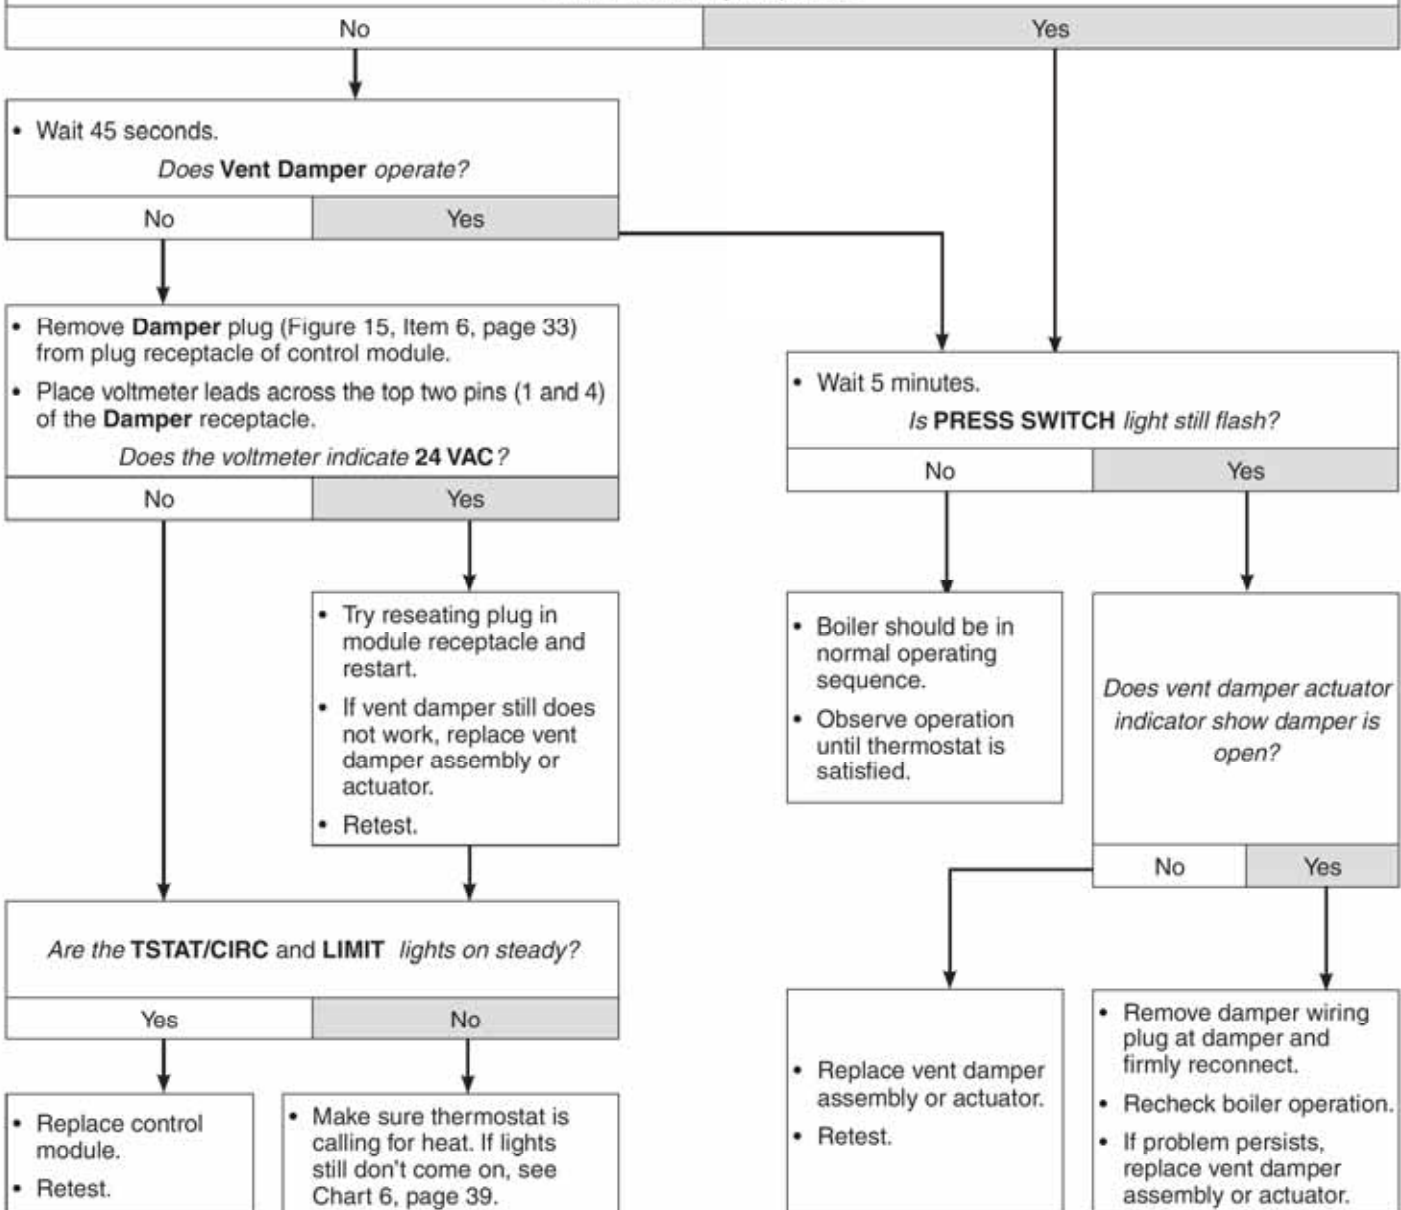 No
Yes
• Wait 45 seconds.
Does Vent Damper operate?
No
Yes
• Remove Damper plug (Figure 15, Item 6, page 33)
from plug receptacle of control module.
• Place voltmeter leads across the top two pins (1 and 4)
of the Damper receptacle.
Does the voltmeter indicate 24 VAC?
No
Yes
• Wait 5 minutes.
Is PRESS SWITCH light still flash?
No
Yes
• Try reseating plug in
module receptacle and
restart.
• If vent damper still does
not work, replace vent
damper assembly or
actuator.
• Retest.
• Boiler should be in
normal operating
sequence.
• Observe operation
until thermostat is
satisfied.
Does vent damper actuator
indicator show damper is
open?
No
Yes
Are the TSTAT/CIRC and LIMIT lights on steady?
Yes
No
• Replace control
module.
• Retest.
• Make sure thermostat is
calling for heat. If lights
still don't come on, see
Chart 6, page 39.
• Replace vent damper
assembly or actuator.
• Retest.
• Remove damper wiring
plug at damper and
firmly reconnect.
• Recheck boiler operation.
• If problem persists,
replace vent damper
assembly or actuator.